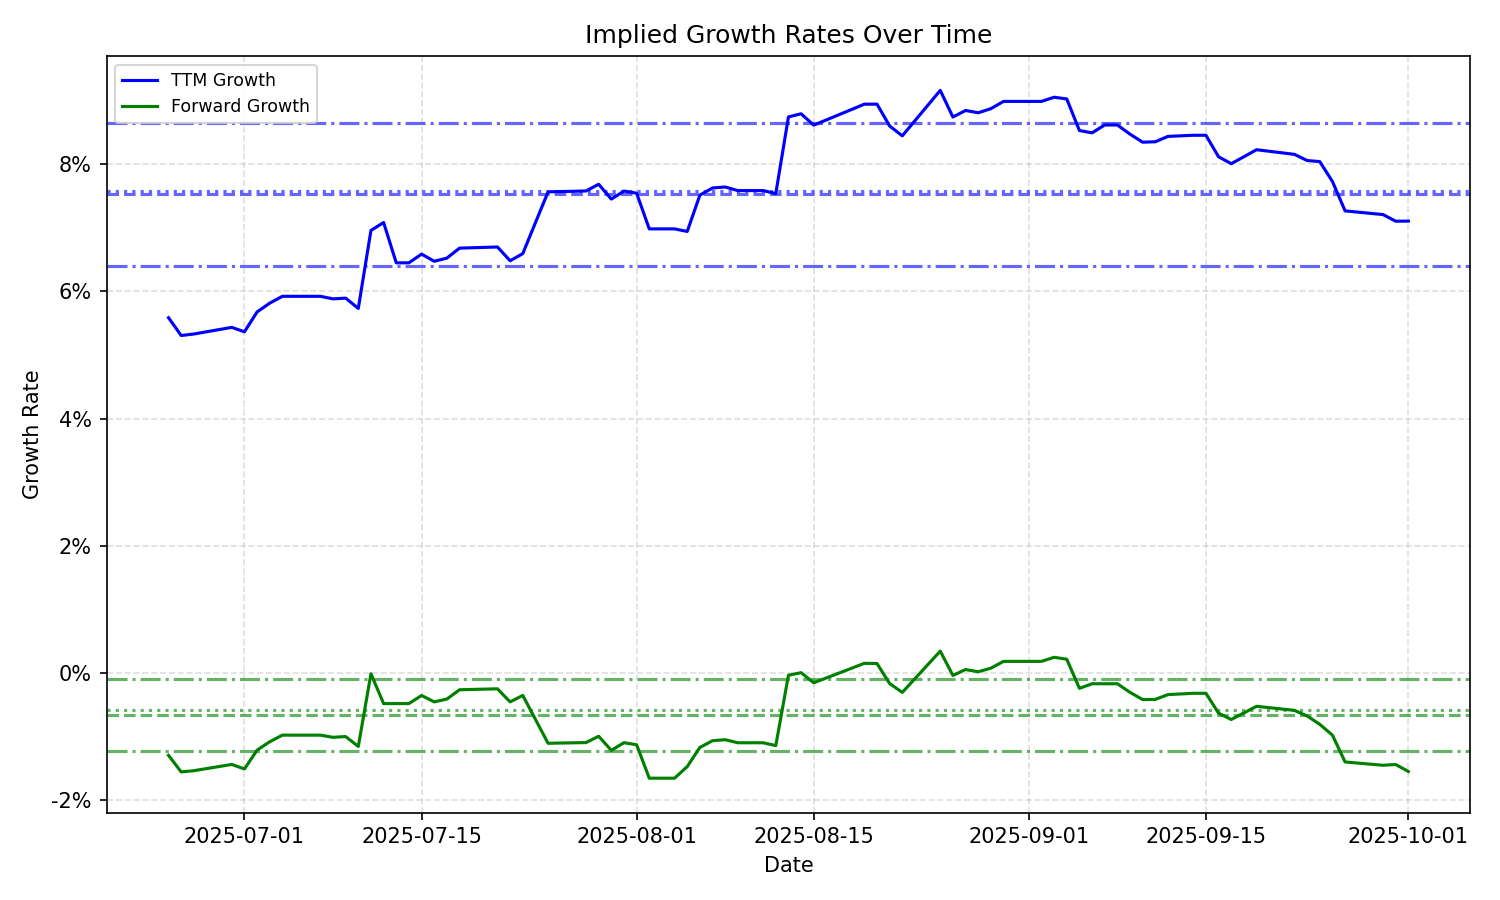 Implied Growth Rates Over Time
TTM Growth
Forward Growth
8%
6%
4%
2%
0%
-2%
Growth Rate
2025-07-01
2025-07-15
2025-08-01
2025-08-15
2025-09-01
2025-09-15
2025-10-01
Date